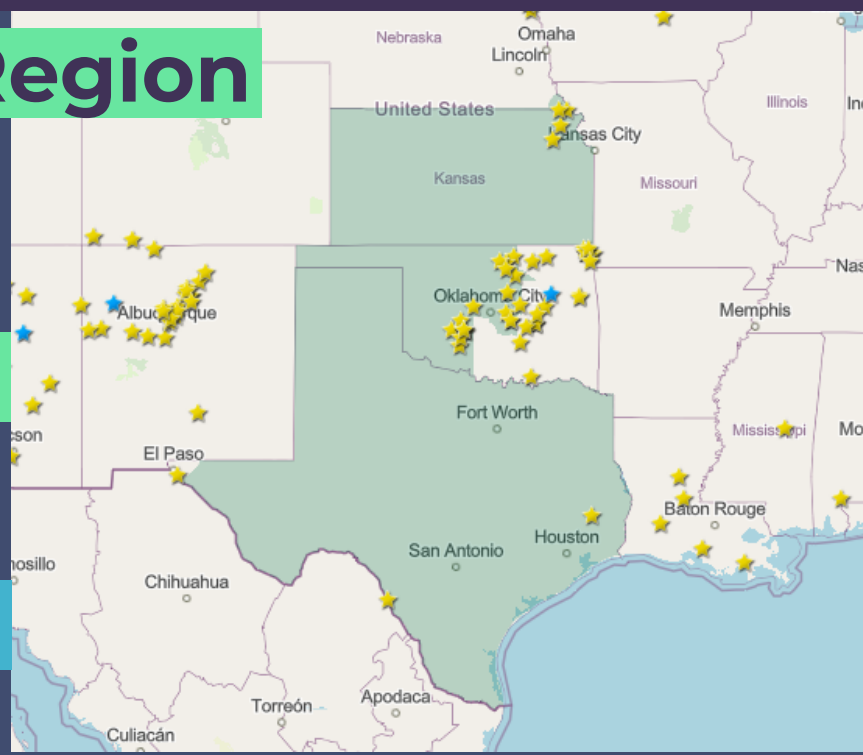 Region
Nebraska
Omaha
Lincoln
United States
Illinois
Kansas City
Kansas
Missouri
Oklahoma City
Albuquerque
Memphis
Fort Worth
Mississippi
El Paso
Baton Rouge
Houston
San Antonio
Chihuahua
Torreón
Apodaca
Culiacán